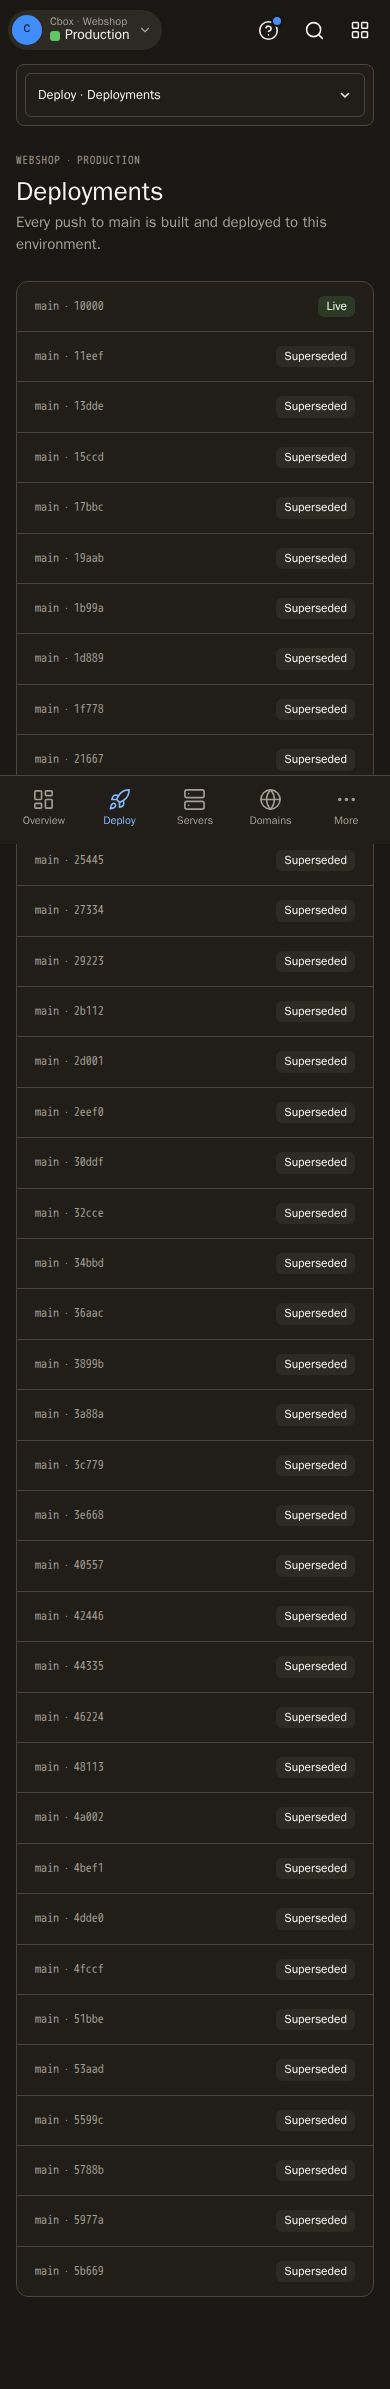 C
Cbox · Webshop
Production
Deploy · Deployments
WEBSHOP · PRODUCTION
Deployments
Every push to main is built and deployed to this
environment.
main · 10000 Live
main · 11eef Superseded
main · 13dde Superseded
main · 15ccd Superseded
main · 17bbc Superseded
main · 19aab Superseded
main · 1b99a Superseded
main · 1d889 Superseded
main · 1f778 Superseded
main · 21667 Superseded
Overview Deploy Servers Domains More
main · 25445 Superseded
main · 27334 Superseded
main · 29223 Superseded
main · 2b112 Superseded
main · 2d001 Superseded
main · 2eef0 Superseded
main · 30ddf Superseded
main · 32cce Superseded
main · 34bbd Superseded
main · 36aac Superseded
main · 3899b Superseded
main · 3a88a Superseded
main · 3c779 Superseded
main · 3e668 Superseded
main · 40557 Superseded
main · 42446 Superseded
main · 44335 Superseded
main · 46224 Superseded
main · 48113 Superseded
main · 4a002 Superseded
main · 4bef1 Superseded
main · 4dde0 Superseded
main · 4fccf Superseded
main · 51bbe Superseded
main · 53aad Superseded
main · 5599c Superseded
main · 5788b Superseded
main · 5977a Superseded
main · 5b669 Superseded